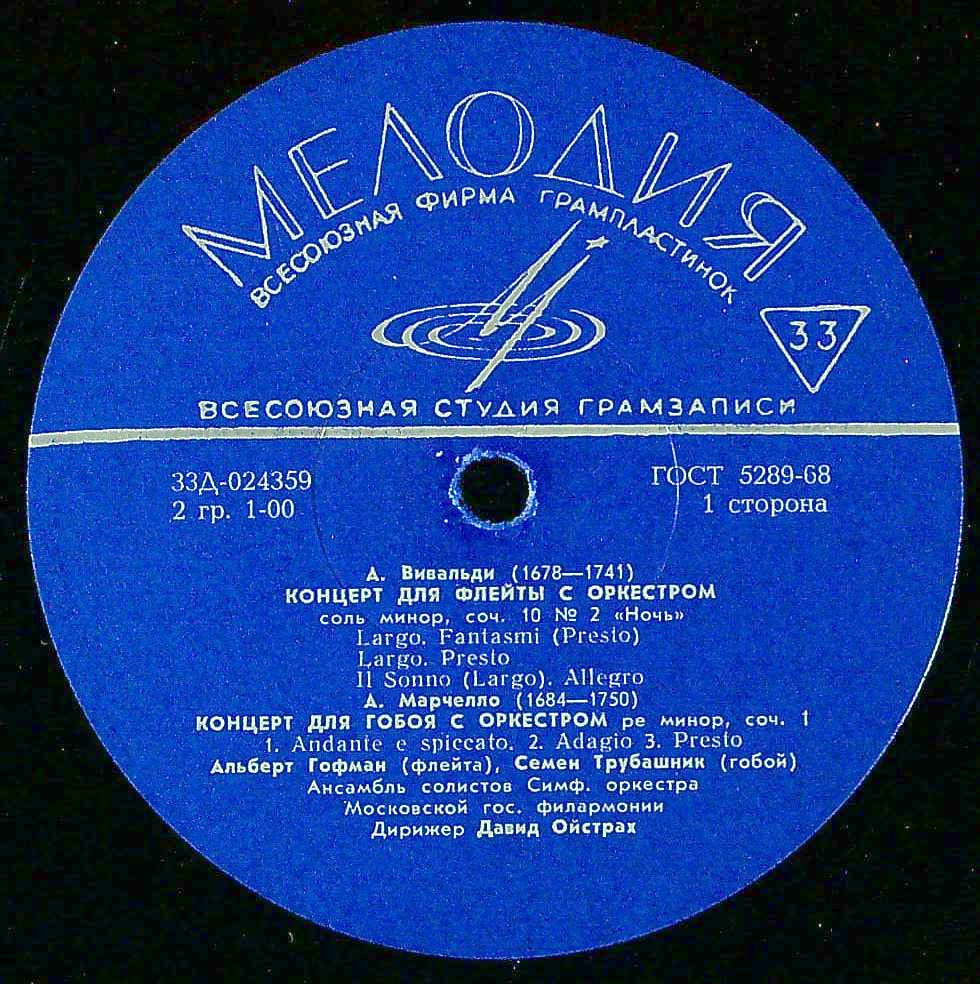 МЕЛОДИЯ
ВСЕСОЮЗНАЯ ФИРМА ГРАМПЛАСТИНОК
33
ВСЕСОЮЗНАЯ СТУДИЯ ГРАМЗАПИСИ
33Д-024359
ГОСТ 5289-68
2 гр. 1-00
1 сторона
А. Вивальди (1678—1741)
КОНЦЕРТ ДЛЯ ФЛЕЙТЫ С ОРКЕСТРОМ
соль минор, соч. 10 № 2 «Ночь»
Largo. Fantasmi (Presto)
Largo. Presto
Il Sonno (Largo). Allegro
А. Марчелло (1684—1750)
КОНЦЕРТ ДЛЯ ГОБОЯ С ОРКЕСТРОМ ре минор, соч. 1
1. Andante e spiccato. 2. Adagio 3. Presto
Альберт Гофман (флейта), Семен Трубашник (гобой)
Ансамбль солистов Симф. оркестра
Московской гос. филармонии
Дирижер Давид Ойстрах